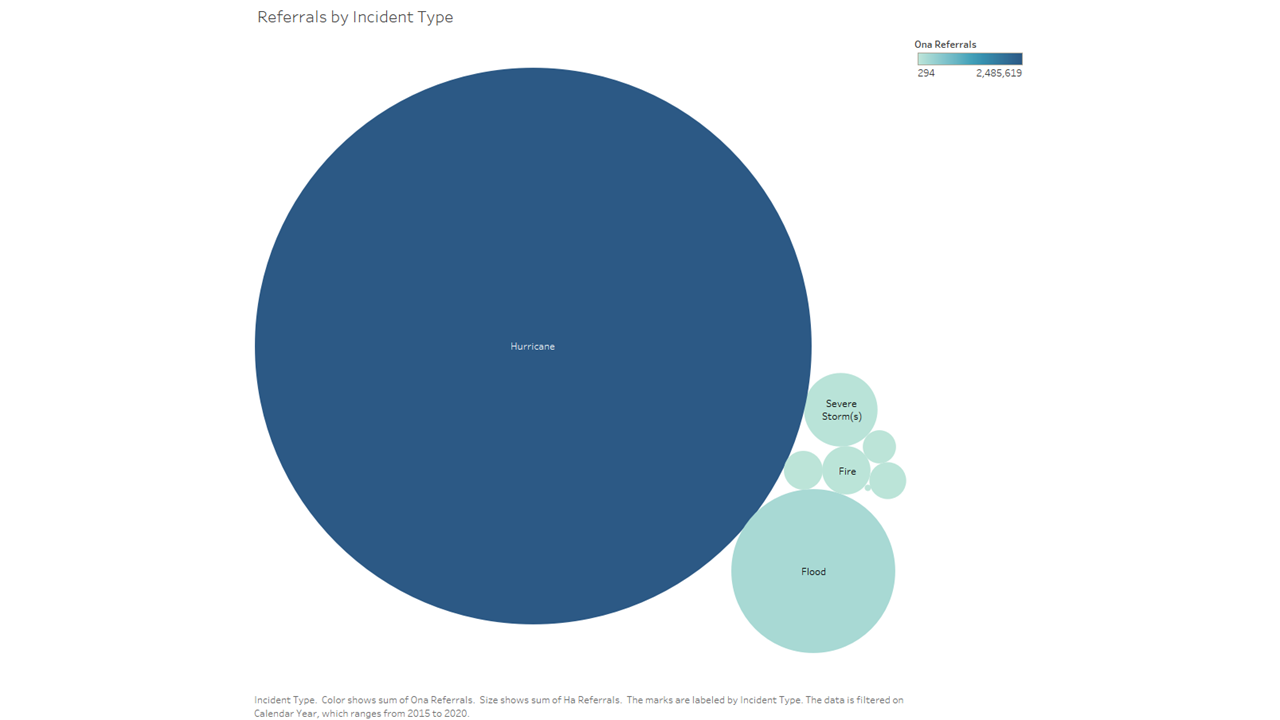 Referrals by Incident Type
Ona Referrals
294 2,485,619
Hurricane
Severe
Storm(s)
Fire
Flood
Incident Type.  Color shows sum of Ona Referrals.  Size shows sum of Ha Referrals.  The marks are labeled by Incident Type. The data is filtered on
Calendar Year, which ranges from 2015 to 2020.